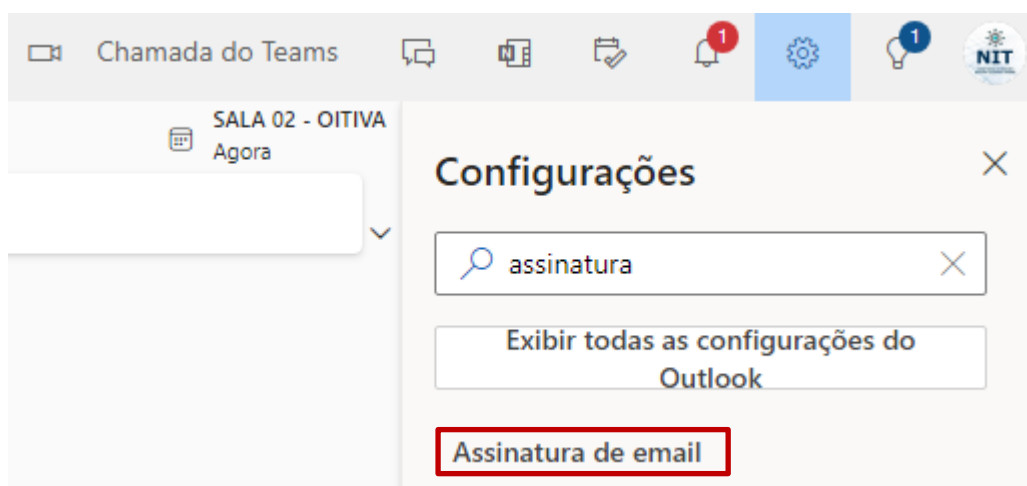 Chamada do Teams
1
1
NIT
SALA 02 - OITIVA
Agora
Configurações
assinatura
Exibir todas as configurações do
Outlook
Assinatura de email